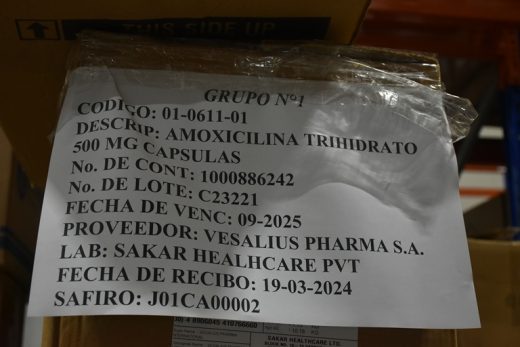 THIS SIDE UP
GRUPO Nº1
CODIGO: 01-0611-01
DESCRIP: AMOXICILINA TRIHIDRATO
500 MG CAPSULAS
No. DE CONT: 1000886242
No. DE LOTE: C23221
FECHA DE VENC: 09-2025
PROVEEDOR: VESALIUS PHARMA S.A.
LAB: SAKAR HEALHCARE PVT
FECHA DE RECIBO: 19-03-2024
SAFIRO: J01CA00002
SAKAR HEALTHCARE LTD.